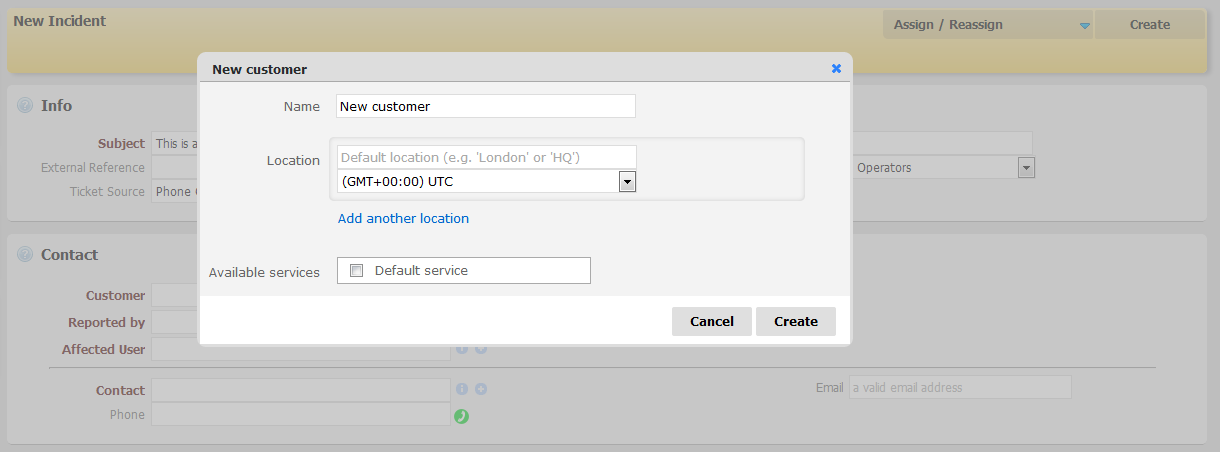 New Incident
Assign / Reassign
Create
New customer
Info
Name New customer
Subject This is a
Location Default location (e.g. 'London' or 'HQ')
External Reference
Operators
(GMT+00:00) UTC
Ticket Source Phone
Add another location
Contact
Available services Default service
Customer
Reported by
Cancel Create
Affected User
Contact
Email a valid email address
Phone